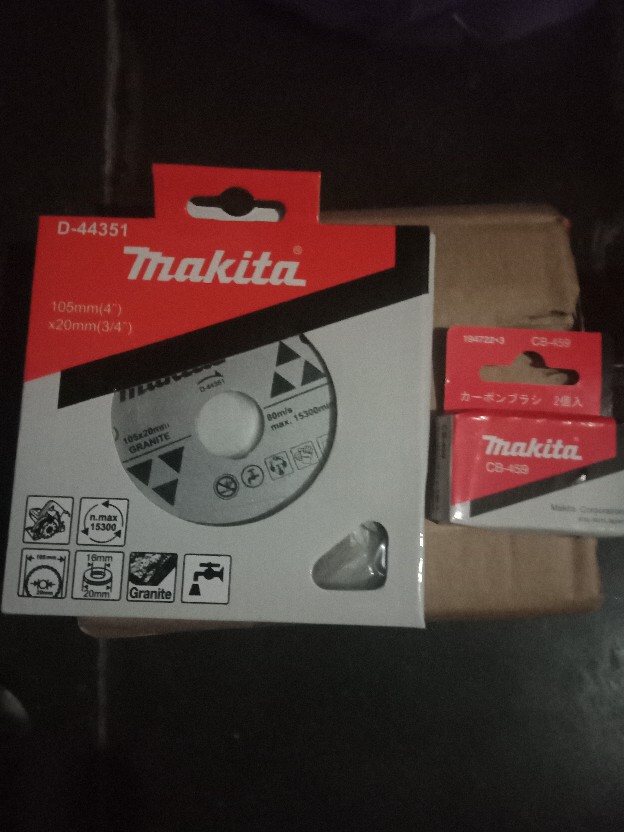 D-44351
makita®
105mm(4")
x20mm(3/4")
makita
D-44351
105x20mm
GRANITE
80m/s
max. 15300min
n.max
15300
105mm
20mm
16mm
20mm
Granite
194722-3
CB-459
カーボンブラシ 2個入
makita
CB-459
Makita Corporation